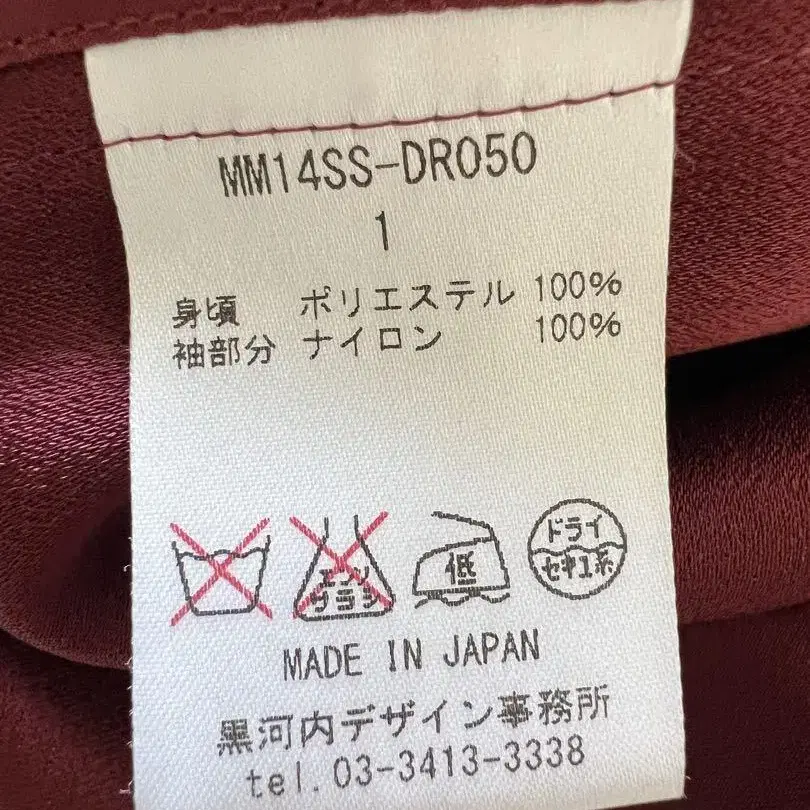 MM14SS-DR050
1
身頃 ポリエステル 100%
袖部分 ナイロン 100%
エンソ
サラシ
低
ドライ
セキユ系
MADE IN JAPAN
黒河内デザイン事務所
tel.03-3413-3338